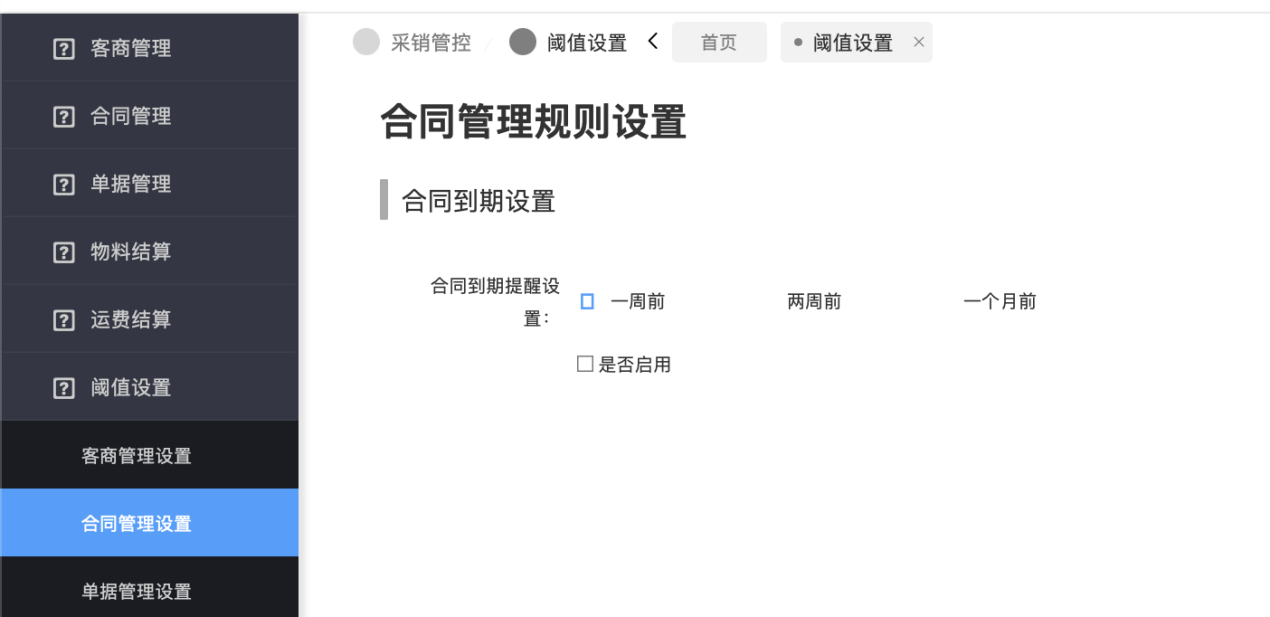 客商管理
合同管理
单据管理
物料结算
运费结算
阈值设置
客商管理设置
合同管理设置
单据管理设置
采销管控 / 阈值设置 首页 阈值设置 ×
合同管理规则设置
合同到期设置
合同到期提醒设
置：
一周前 两周前 一个月前
是否启用